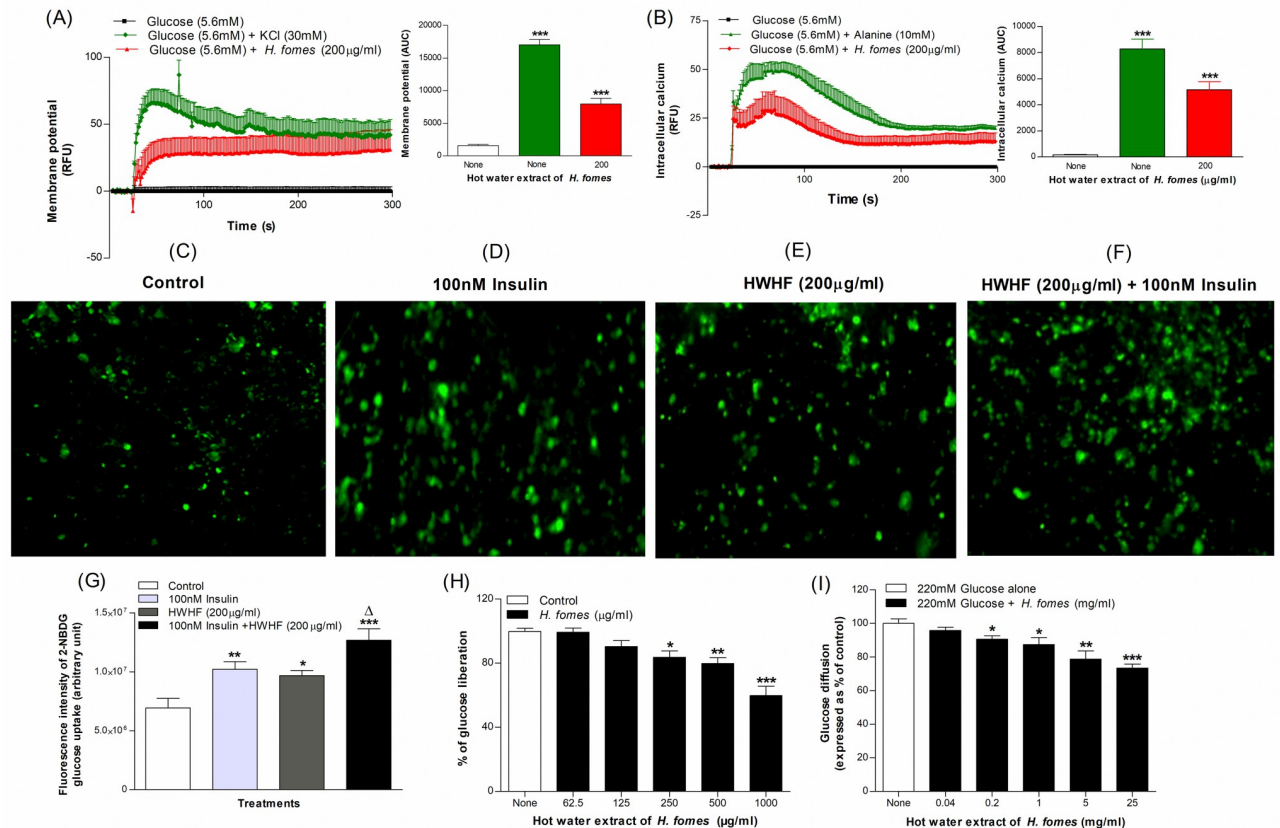 (A)
Glucose (5.6mM)
Glucose (5.6mM) + KCl (30mM)
Glucose (5.6mM) + H. fomes (200µg/ml)
Membrane potential
(RFU)
100
50
0
-50
100
200
300
Time (s)
Membrane potential (AUC)
20000
15000
10000
5000
0
***
***
None
None
200
Hot water extract of H. fomes
(B)
Glucose (5.6mM)
Glucose (5.6mM) + Alanine (10mM)
Glucose (5.6mM) + H. fomes (200µg/ml)
Intracellular calcium
(RFU)
75
50
25
0
-25
100
200
300
Time (s)
Intracellular calcium (AUC)
10000
8000
6000
4000
2000
0
***
***
None
None
200
Hot water extract of H. fomes (µg/ml)
(C)
Control
(D)
100nM Insulin
(E)
HWHF (200µg/ml)
(F)
HWHF (200µg/ml) + 100nM Insulin
(G)
Control
100nM Insulin
HWHF (200µg/ml)
100nM Insulin +HWHF (200µg/ml)
Fluorescence intensity of 2-NBDG
glucose uptake (arbitrary unit)
1.5×10⁷
1.0×10⁷
5.0×10⁶
0
**
*
Δ
***
Treatments
(H)
Control
H. fomes (µg/ml)
% of glucose liberation
120
80
40
0
*
**
***
None
62.5
125
250
500
1000
Hot water extract of H. fomes (µg/ml)
(I)
220mM Glucose alone
220mM Glucose + H. fomes (mg/ml)
Glucose diffusion
(expressed as % of control)
120
100
80
60
40
20
0
*
*
**
***
None
0.04
0.2
1
5
25
Hot water extract of H. fomes (mg/ml)